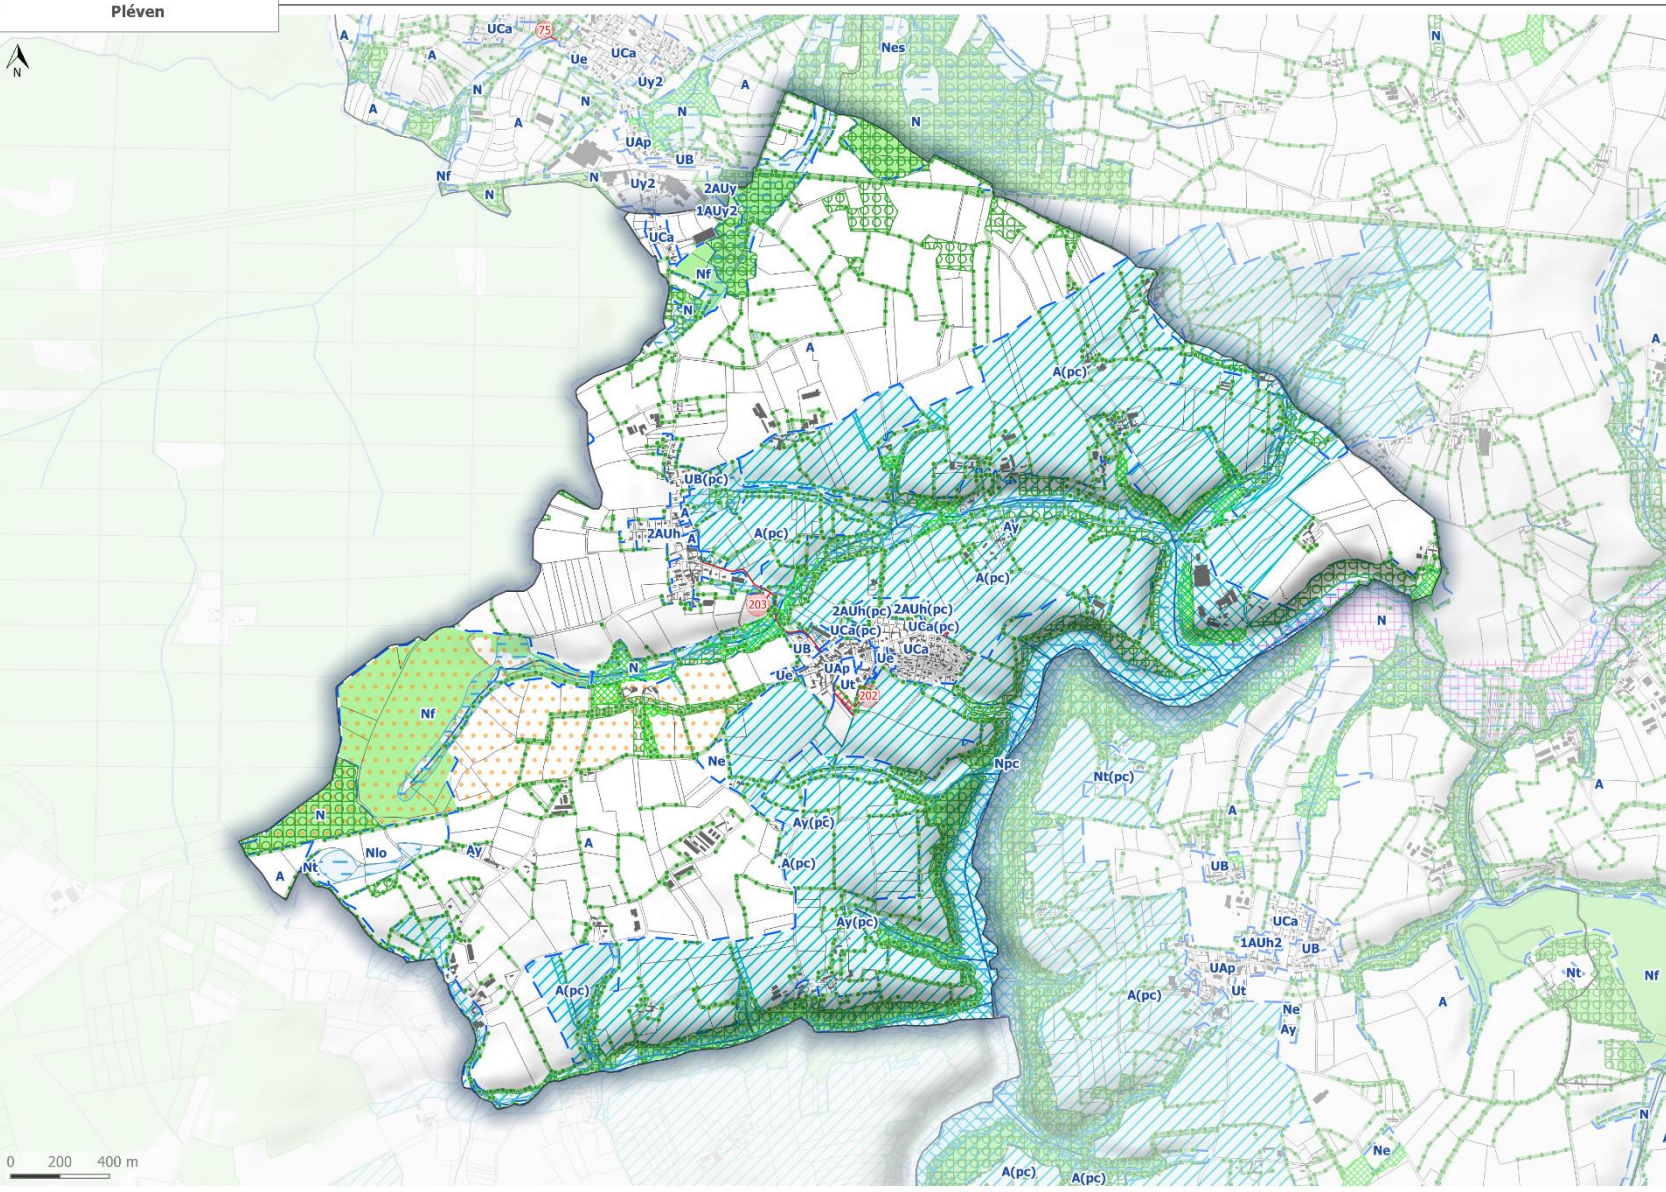 Pléven
N
A
UCa
75
UCa
A
Ue
Nes
N
A
N
Uy2
A
N
N
A
N
UAp
UB
Nf
N
N
Uy2
2AUy
1AUy2
UCa
Nf
N
A
A
A(pc)
UB(pc)
A
2AUh
A
A(pc)
Ay
A(pc)
203
2AUh(pc)
2AUh(pc)
UCa(pc)
UCa(pc)
N
UB
UCa
Ue
UAp
N
Ue
Ut
202
Nf
Ne
Npc
Nt(pc)
A
N
Ay(pc)
A
A
Nlo
Ay
A(pc)
Nt
A
UB
Ay(pc)
UCa
1AUh2
UB
UAp
Nt
Nf
A(pc)
Ut
A(pc)
A
Ne
Ay
N
A
Ne
0 200 400 m
A(pc)
A(pc)